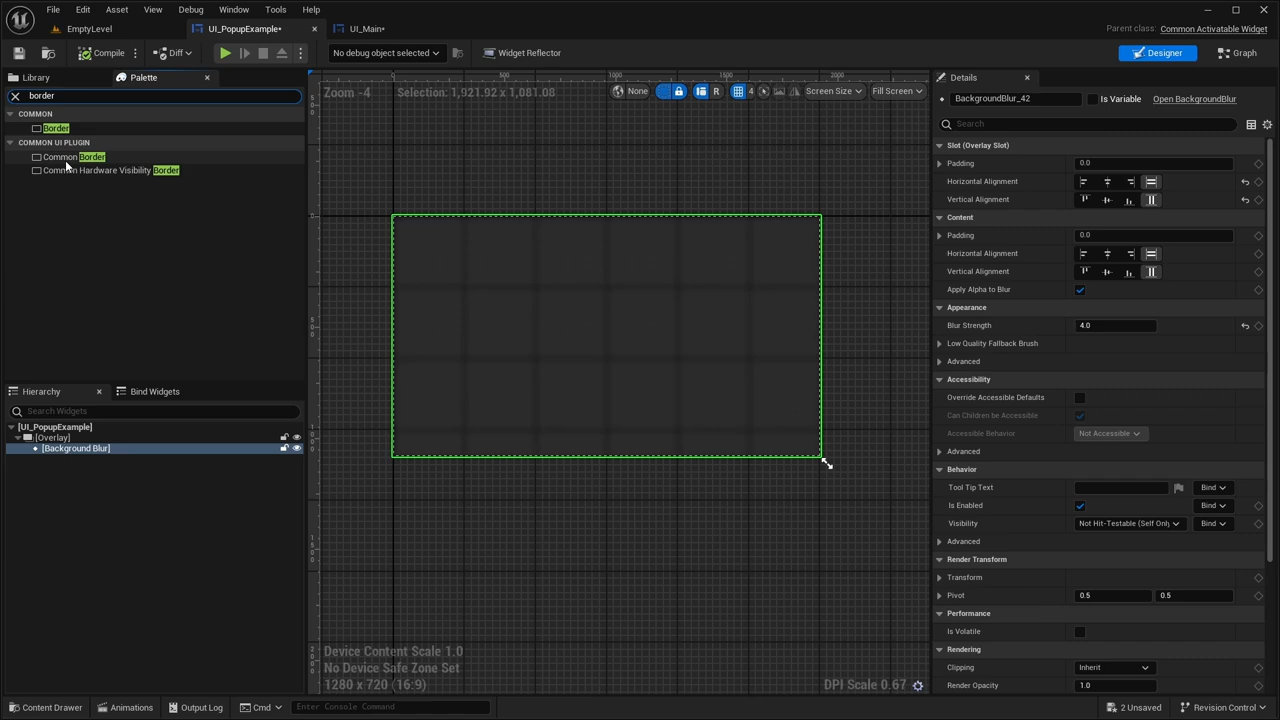 File Edit Asset View Debug Window Tools Help
EmptyLevel UI_PopupExample* UI_Main* Parent class: Common Activatable Widget
Compile Diff No debug object selected Widget Reflector Designer Graph
Library Palette Details
border BackgroundBlur_42 Is Variable Open BackgroundBlur
Zoom -4 Selection: 1,921.92 x 1,081.08 None R 4 Screen Size Fill Screen
0 500 1000 1500 2000
COMMON
Border
COMMON UI PLUGIN
Common Border
Common Hardware Visibility Border
Search
Slot (Overlay Slot)
Padding 0.0
Horizontal Alignment
Vertical Alignment
Content
Padding 0.0
Horizontal Alignment
Vertical Alignment
Apply Alpha to Blur
Appearance
Blur Strength 4.0
Low Quality Fallback Brush
Advanced
Accessibility
Override Accessible Defaults
Can Children be Accessible
Accessible Behavior Not Accessible
Advanced
Behavior
Tool Tip Text Bind
Is Enabled Bind
Visibility Not Hit-Testable (Self Only Bind
Advanced
Render Transform
Transform
Pivot 0.5 0.5
Performance
Is Volatile
Rendering
Clipping Inherit
Render Opacity 1.0
Hierarchy Bind Widgets
Search Widgets
[UI_PopupExample]
[Overlay]
[Background Blur]
Device Content Scale 1.0
No Device Safe Zone Set
1280 x 720 (16:9) DPI Scale 0.67
Content Drawer Animations Output Log Cmd Enter Console Command 2 Unsaved Revision Control